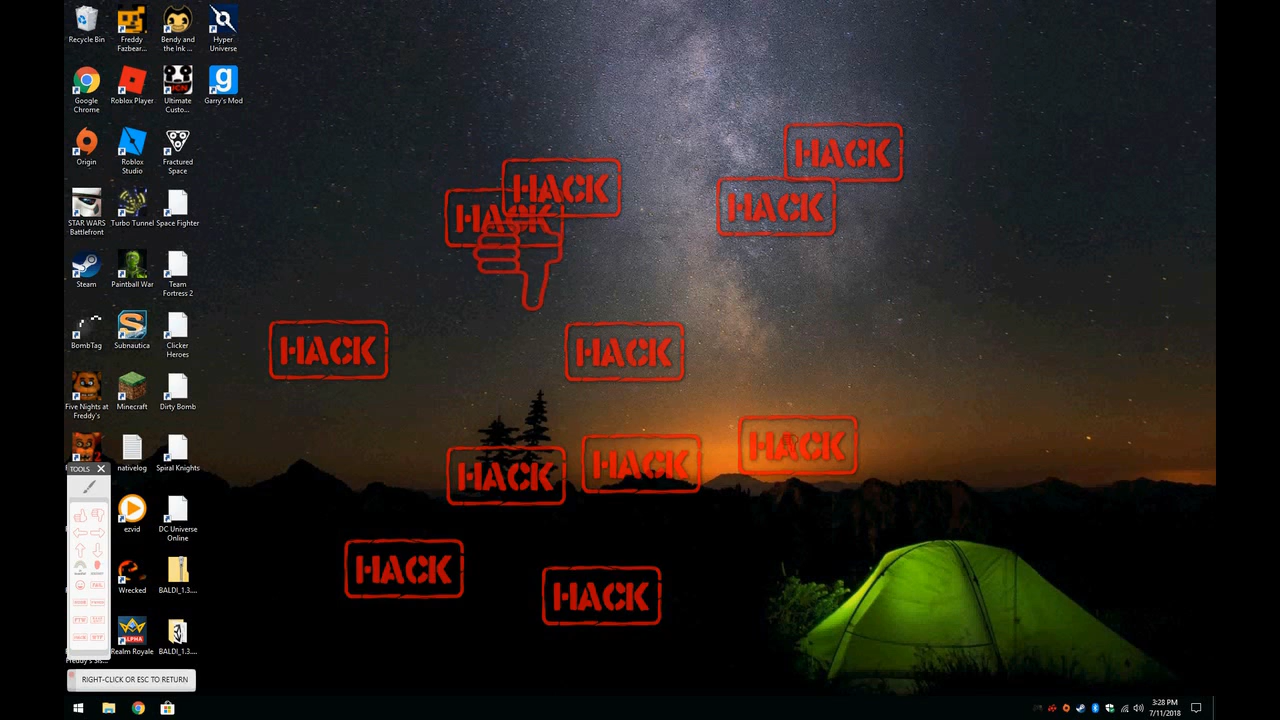 Recycle Bin
Freddy
Fazbear...
Bendy and
the Ink ...
Hyper
Universe
Google
Chrome
Roblox Player
Ultimate
Custo...
Garry's Mod
Origin
Roblox
Studio
Fractured
Space
STAR WARS
Battlefront
Turbo Tunnel
Space Fighter
Steam
Paintball War
Team
Fortress 2
BombTag
Subnautica
Clicker
Heroes
Five Nights at
Freddy's
Minecraft
Dirty Bomb
nativelog
Spiral Knights
ezvid
DC Universe
Online
Wrecked
BALDI_1.3....
ALPHA
Realm Royale
BALDI_1.3....
Freddy's Sis...
TOOLS
RIGHT-CLICK OR ESC TO RETURN
HACK
HACK
HACK
HACK
HACK
HACK
HACK
HACK
HACK
HACK
HACK
3:28 PM
7/11/2018